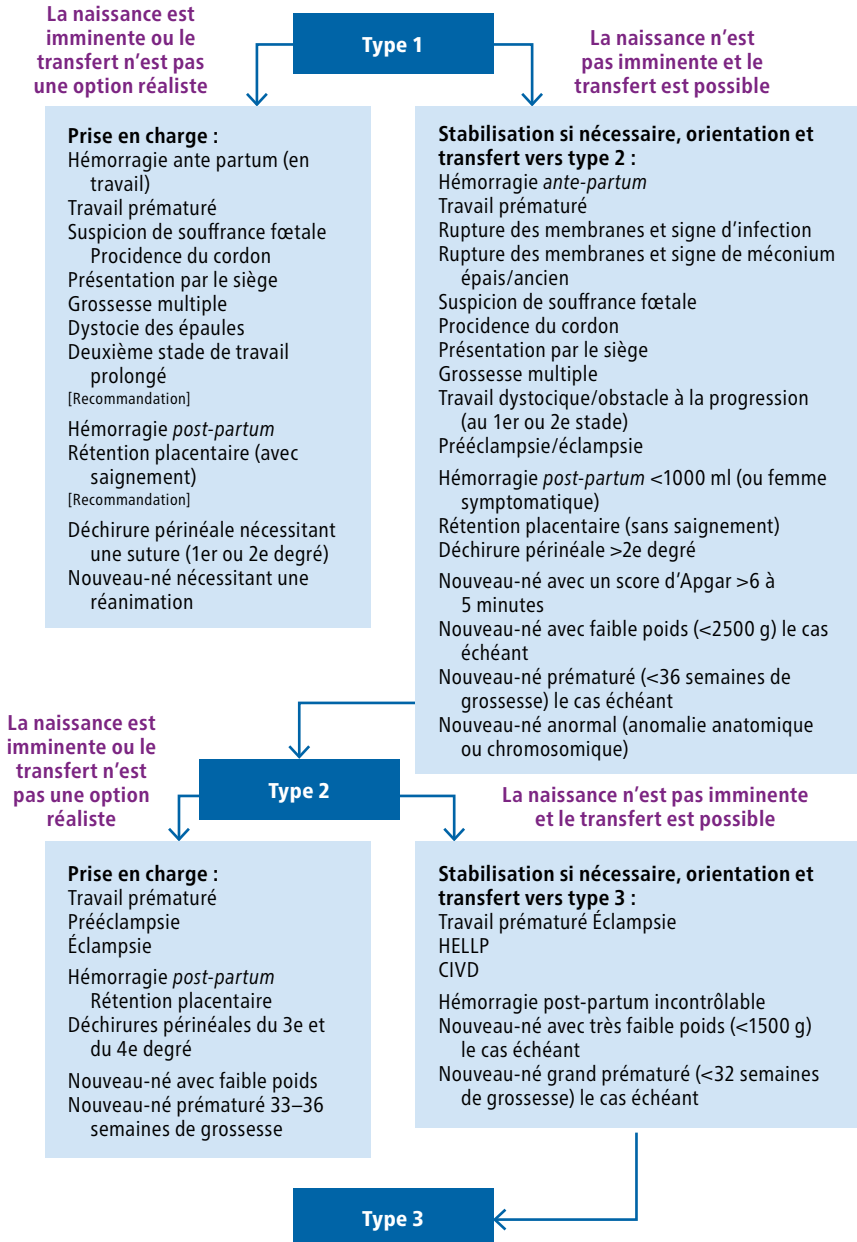 La naissance est
imminente ou le
transfert n'est pas
une option réaliste
Type 1
La naissance n'est
pas imminente et le
transfert est possible
Prise en charge :
Hémorragie ante partum (en
travail)
Travail prématuré
Suspicion de souffrance fœtale
Procidence du cordon
Présentation par le siège
Grossesse multiple
Dystocie des épaules
Deuxième stade de travail
prolongé
[Recommandation]
Hémorragie post-partum
Rétention placentaire (avec
saignement)
[Recommandation]
Déchirure périnéale nécessitant
une suture (1er ou 2e degré)
Nouveau-né nécessitant une
réanimation
Stabilisation si nécessaire, orientation et
transfert vers type 2 :
Hémorragie ante-partum
Travail prématuré
Rupture des membranes et signe d'infection
Rupture des membranes et signe de méconium
épais/ancien
Suspicion de souffrance fœtale
Procidence du cordon
Présentation par le siège
Grossesse multiple
Travail dystocique/obstacle à la progression
(au 1er ou 2e stade)
Prééclampsie/éclampsie
Hémorragie post-partum <1000 ml (ou femme
symptomatique)
Rétention placentaire (sans saignement)
Déchirure périnéale >2e degré
Nouveau-né avec un score d'Apgar >6 à
5 minutes
Nouveau-né avec faible poids (<2500 g) le cas
échéant
Nouveau-né prématuré (<36 semaines de
grossesse) le cas échéant
Nouveau-né anormal (anomalie anatomique
ou chromosomique)
La naissance est
imminente ou le
transfert n'est
pas une option
réaliste
Type 2
La naissance n'est pas imminente
et le transfert est possible
Prise en charge :
Travail prématuré
Prééclampsie
Éclampsie
Hémorragie post-partum
Rétention placentaire
Déchirures périnéales du 3e et
du 4e degré
Nouveau-né avec faible poids
Nouveau-né prématuré 33–36
semaines de grossesse
Stabilisation si nécessaire, orientation et
transfert vers type 3 :
Travail prématuré Éclampsie
HELLP
CIVD
Hémorragie post-partum incontrôlable
Nouveau-né avec très faible poids (<1500 g)
le cas échéant
Nouveau-né grand prématuré (<32 semaines
de grossesse) le cas échéant
Type 3